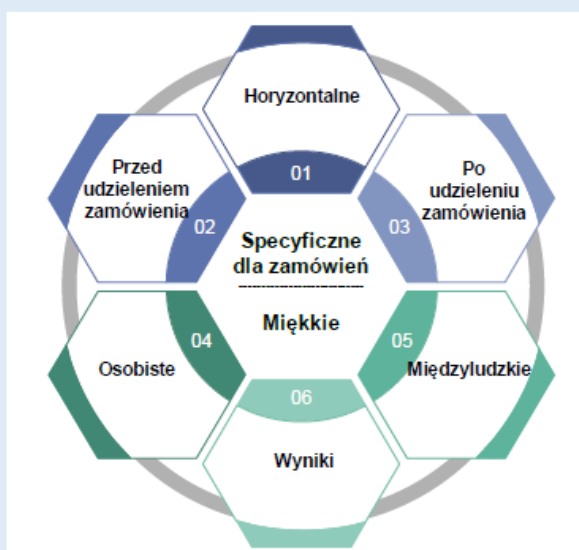 Horyzontalne
01
Przed
udzieleniem
zamówienia
02
Po
udzieleniu
zamówienia
03
Specyficzne
dla zamówień
Miękkie
Osobiste
04
05
Międzyludzkie
06
Wyniki